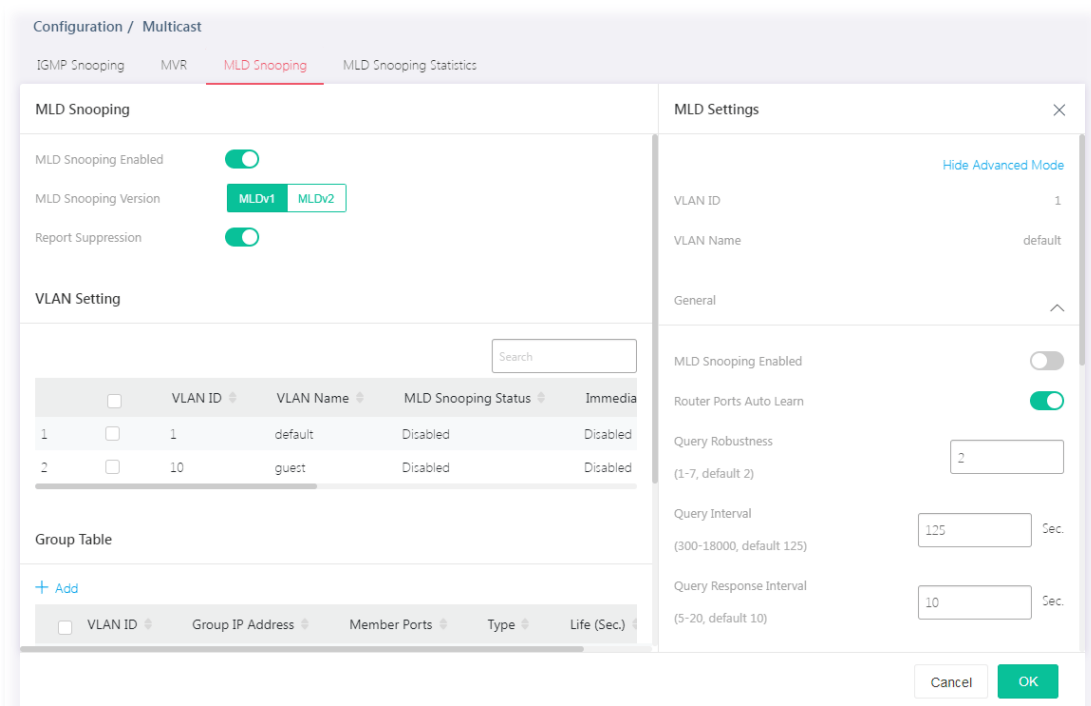 Configuration / Multicast
IGMP Snooping MVR MLD Snooping MLD Snooping Statistics
MLD Snooping
MLD Snooping Enabled
MLD Snooping Version MLDv1 MLDv2
Report Suppression
VLAN Setting
Search
VLAN ID VLAN Name MLD Snooping Status Immedia
1 1 default Disabled Disabled
2 10 guest Disabled Disabled
Group Table
+ Add
VLAN ID Group IP Address Member Ports Type Life (Sec.)
MLD Settings
Hide Advanced Mode
VLAN ID 1
VLAN Name default
General
MLD Snooping Enabled
Router Ports Auto Learn
Query Robustness
(1-7, default 2)
2
Query Interval
(300-18000, default 125)
125 Sec.
Query Response Interval
(5-20, default 10)
10 Sec.
Cancel OK